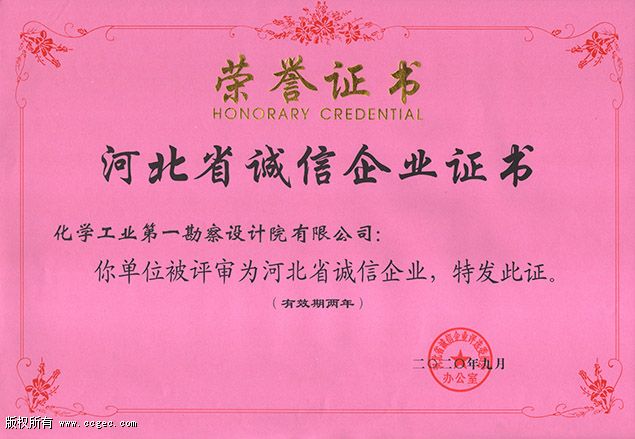 荣誉证书
HONORARY CREDENTIAL
河北省诚信企业证书
化学工业第一勘察设计院有限公司：
你单位被评审为河北省诚信企业，特发此证。
（有效期两年）
二〇二〇年九月
办公室
版权所有 www.ccgec.com